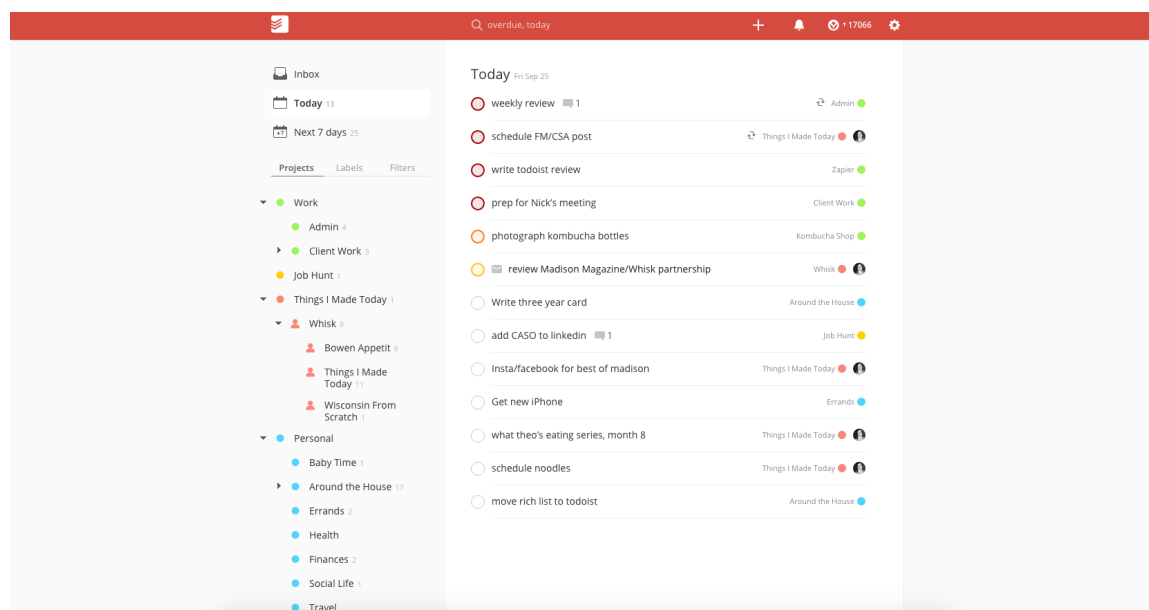 overdue, today
17066
Inbox
Today 13
Next 7 days 25
+7
Projects Labels Filters
Work
Admin 4
Client Work 3
Job Hunt 1
Things I Made Today 1
Whisk 8
Bowen Appetit 6
Things I Made
Today 11
Wisconsin From
Scratch 1
Personal
Baby Time 1
Around the House 17
Errands 2
Health
Finances 2
Social Life 1
Travel
Today Fri Sep 25
weekly review 1 Admin
schedule FM/CSA post Things I Made Today
write todoist review Zapier
prep for Nick's meeting Client Work
photograph kombucha bottles Kombucha Shop
review Madison Magazine/Whisk partnership Whisk
Write three year card Around the House
add CASO to linkedin 1 Job Hunt
Insta/facebook for best of madison Things I Made Today
Get new iPhone Errands
what theo's eating series, month 8 Things I Made Today
schedule noodles Things I Made Today
move rich list to todoist Around the House